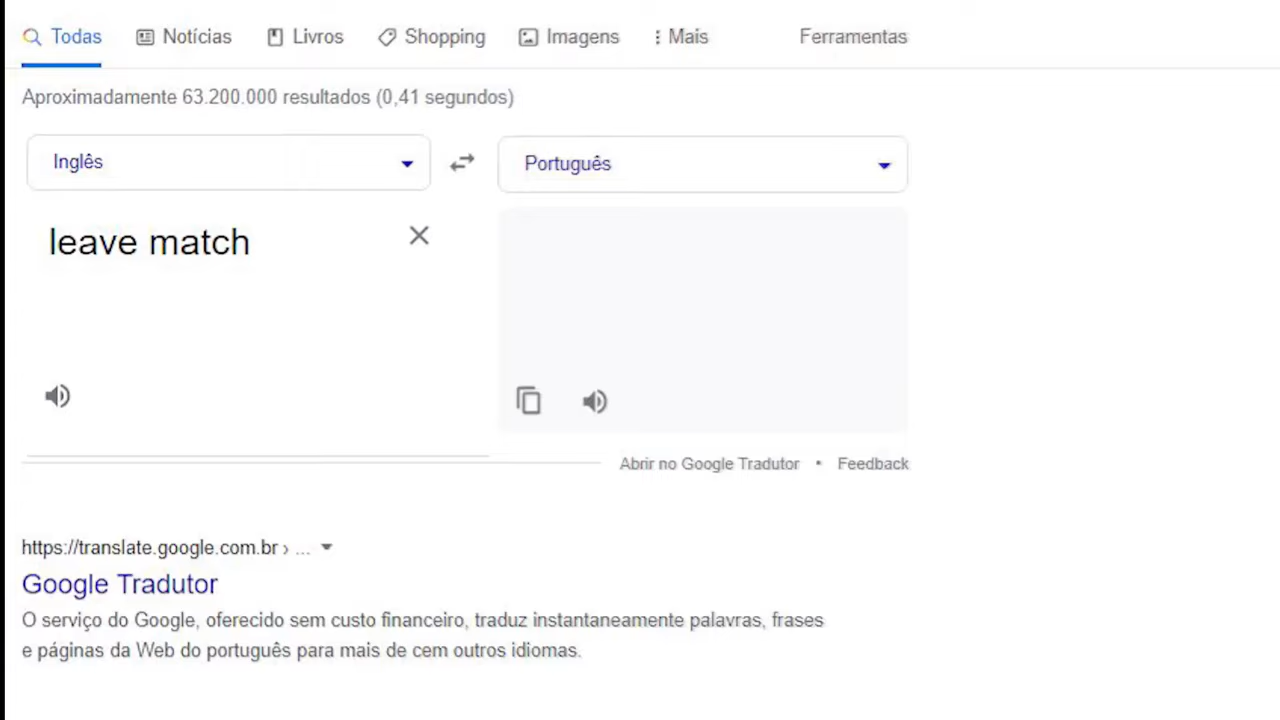 Todas Notícias Livros Shopping Imagens Mais Ferramentas
Aproximadamente 63.200.000 resultados (0,41 segundos)
Inglês Português
leave match
Abrir no Google Tradutor • Feedback
https://translate.google.com.br › ...
Google Tradutor
O serviço do Google, oferecido sem custo financeiro, traduz instantaneamente palavras, frases
e páginas da Web do português para mais de cem outros idiomas.